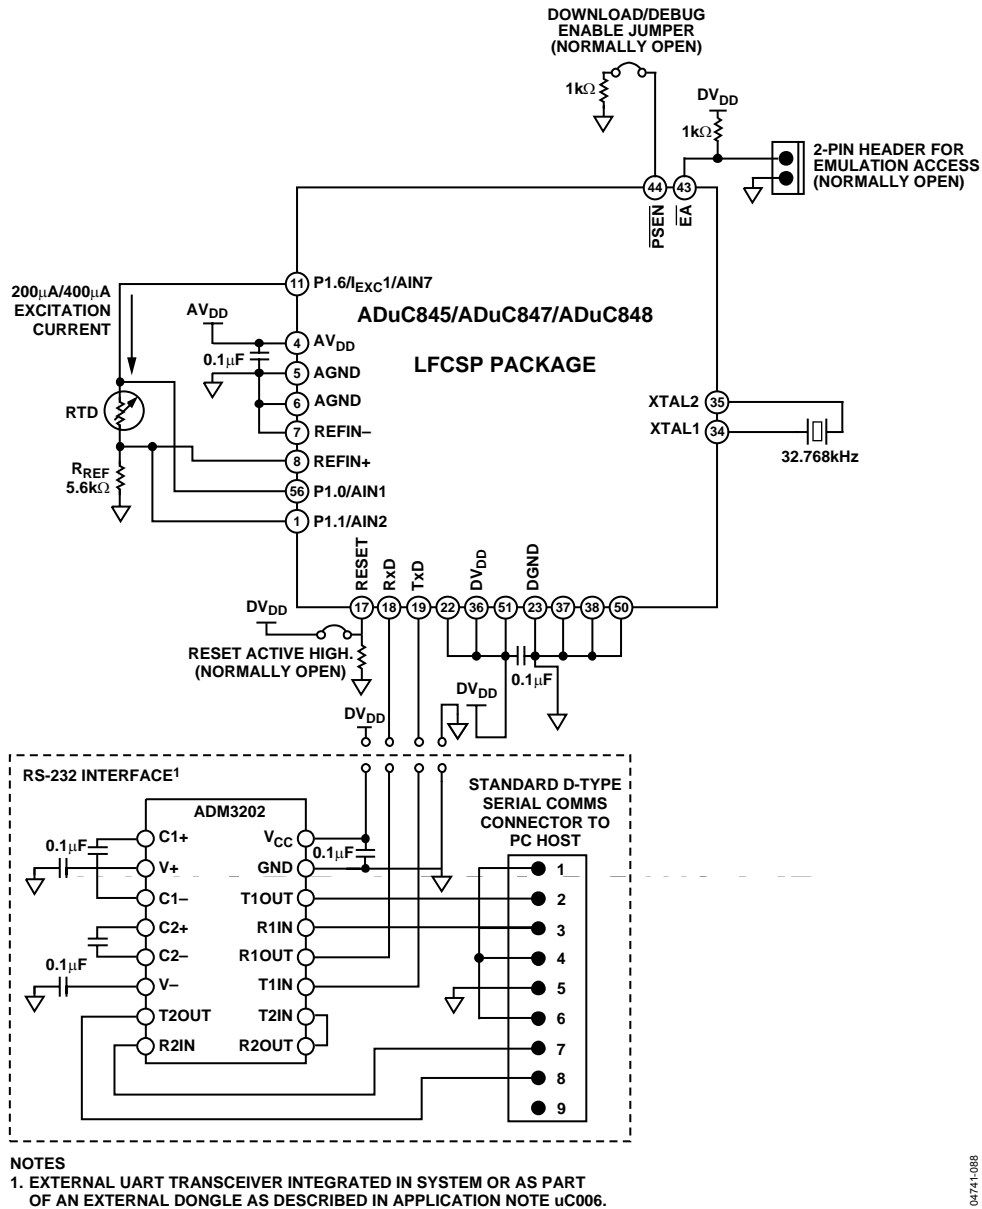 DOWNLOAD/DEBUG
ENABLE JUMPER
(NORMALLY OPEN)
1kΩ
DVDD
1kΩ
2-PIN HEADER FOR
EMULATION ACCESS
(NORMALLY OPEN)
44
43
PSEN
EA
200µA/400µA
EXCITATION
CURRENT
11 P1.6/IEXC1/AIN7
AVDD
0.1µF
4 AVDD
5 AGND
6 AGND
7 REFIN–
8 REFIN+
56 P1.0/AIN1
1 P1.1/AIN2
RTD
RREF
5.6kΩ
ADuC845/ADuC847/ADuC848
LFCSP PACKAGE
XTAL2 35
XTAL1 34
32.768kHz
RESET
RxD
TxD
DVDD
DGND
17 18 19 22 36 51 23 37 38 50
DVDD
RESET ACTIVE HIGH.
(NORMALLY OPEN)
0.1µF
DVDD
DVDD
RS-232 INTERFACE1
STANDARD D-TYPE
SERIAL COMMS
CONNECTOR TO
PC HOST
ADM3202
0.1µF
C1+
V+
C1–
C2+
C2–
0.1µF
V–
T2OUT
R2IN
VCC
0.1µF
GND
T1OUT
R1IN
R1OUT
T1IN
T2IN
R2OUT
1
2
3
4
5
6
7
8
9
NOTES
1. EXTERNAL UART TRANSCEIVER INTEGRATED IN SYSTEM OR AS PART
OF AN EXTERNAL DONGLE AS DESCRIBED IN APPLICATION NOTE uC006.
04741-088